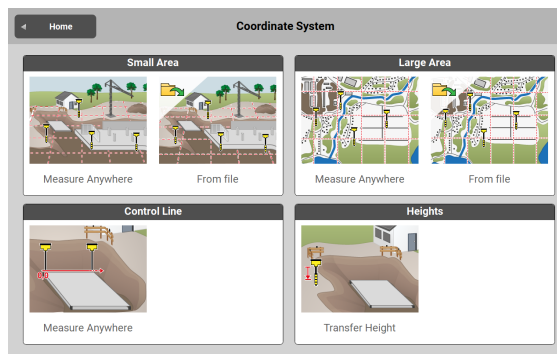 Home
Coordinate System
Small Area
Large Area
Measure Anywhere
From file
Measure Anywhere
From file
Control Line
Heights
Measure Anywhere
Transfer Height